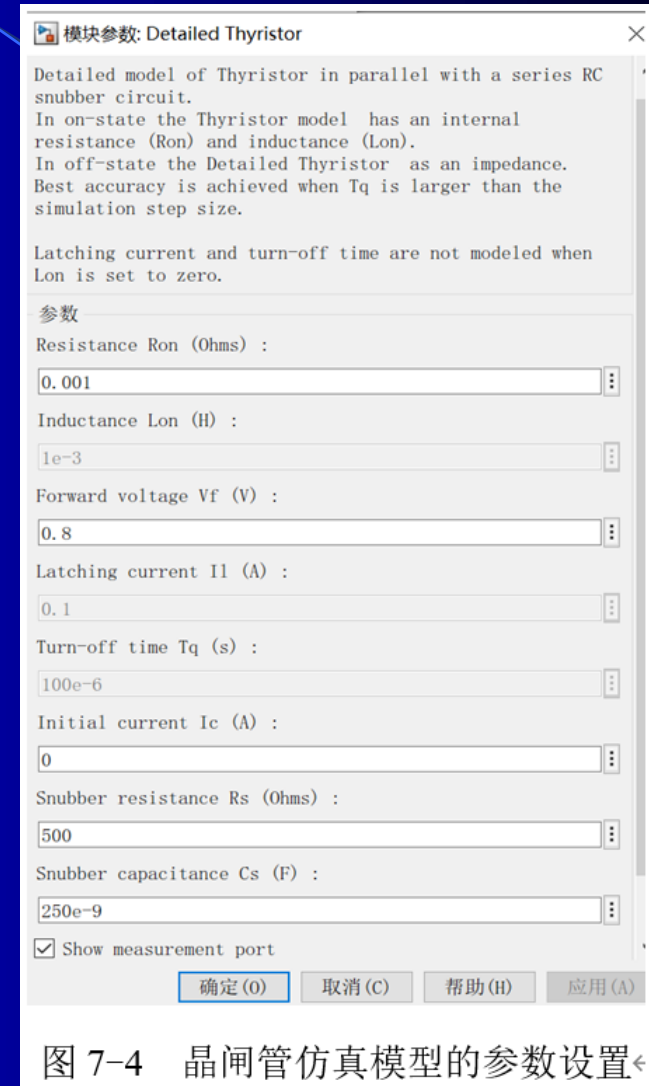 模块参数: Detailed Thyristor
Detailed model of Thyristor in parallel with a series RC
snubber circuit.
In on-state the Thyristor model has an internal
resistance (Ron) and inductance (Lon).
In off-state the Detailed Thyristor as an impedance.
Best accuracy is achieved when Tq is larger than the
simulation step size.
Latching current and turn-off time are not modeled when
Lon is set to zero.
参数
Resistance Ron (Ohms) :
0.001
Inductance Lon (H) :
1e-3
Forward voltage Vf (V) :
0.8
Latching current Il (A) :
0.1
Turn-off time Tq (s) :
100e-6
Initial current Ic (A) :
0
Snubber resistance Rs (Ohms) :
500
Snubber capacitance Cs (F) :
250e-9
Show measurement port
确定(O) 取消(C) 帮助(H) 应用(A)
图 7-4 晶闸管仿真模型的参数设置